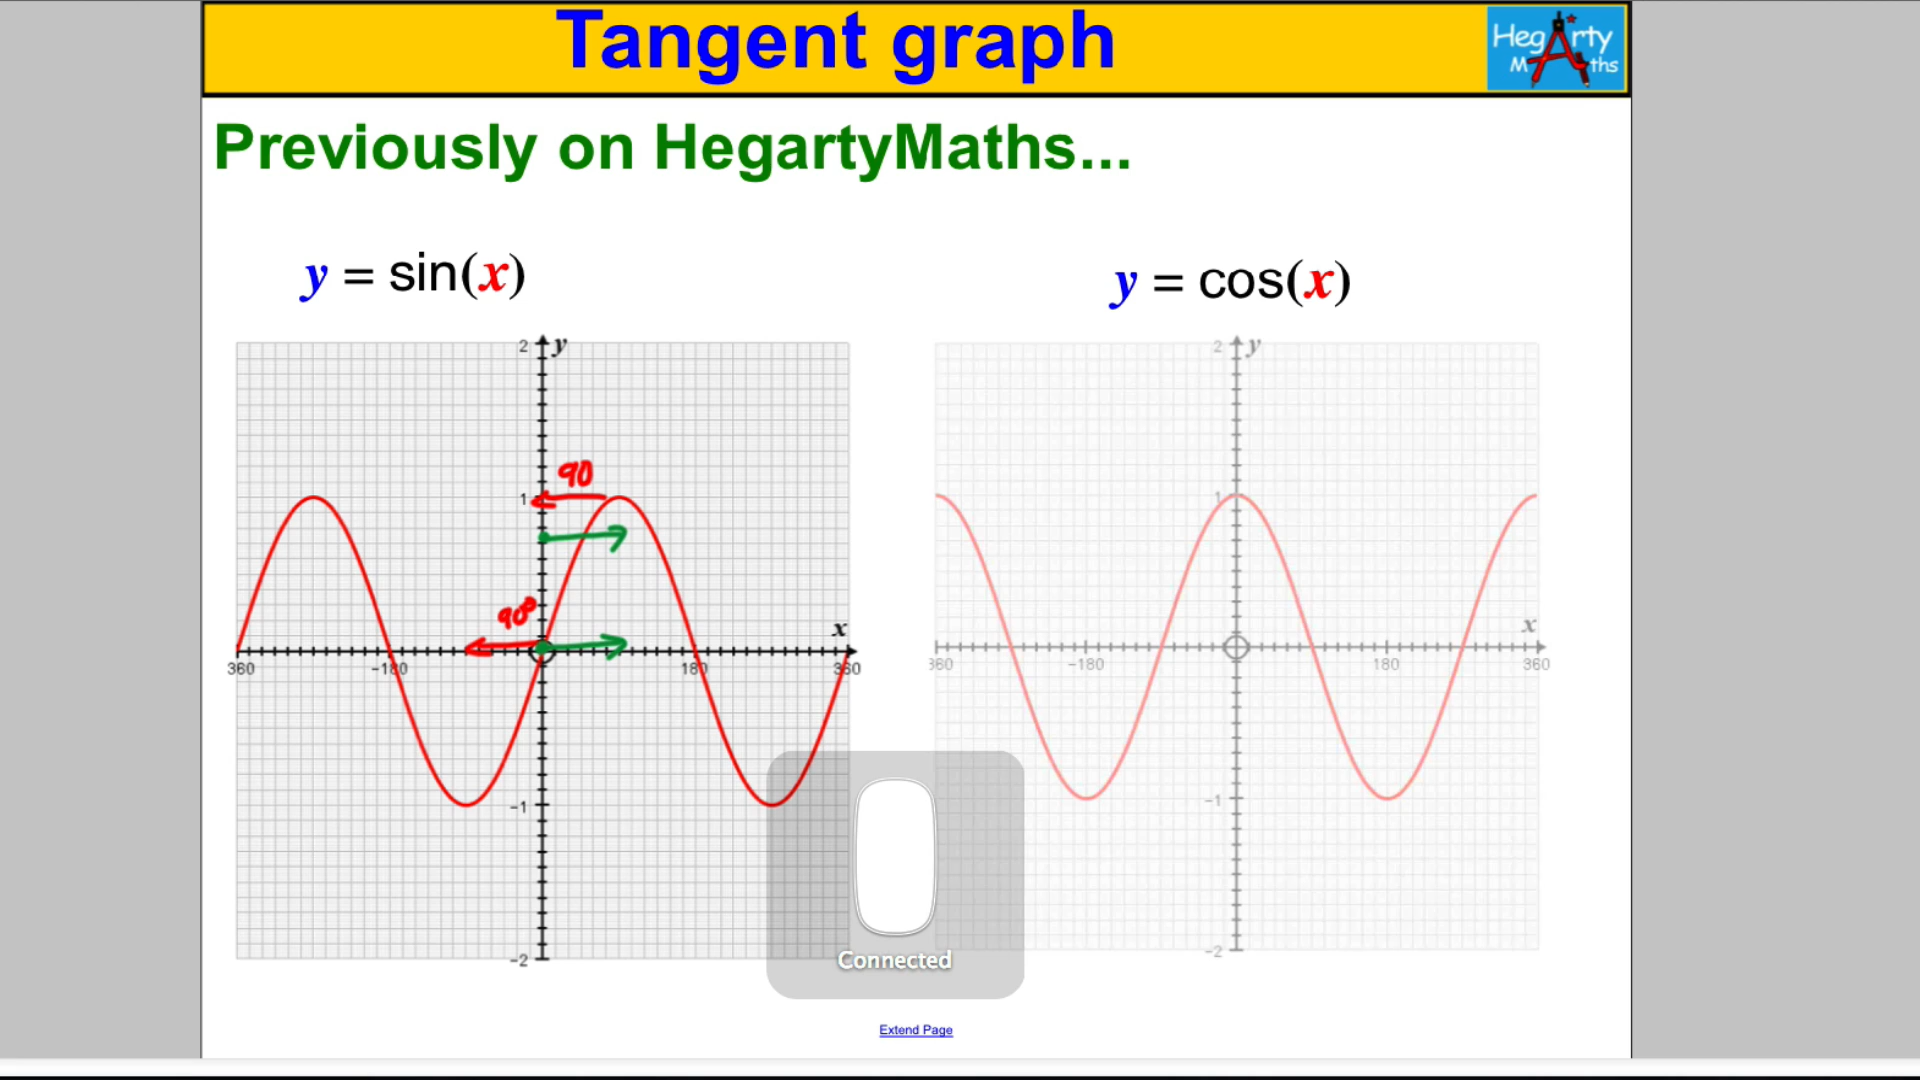 Tangent graph
Hegarty
Maths
Previously on HegartyMaths...
y = sin(x)
y = cos(x)
2
y
90
1
90°
x
360
−180
180
360
−1
−2
2
y
1
x
360
−180
180
360
−1
−2
Connected
Extend Page